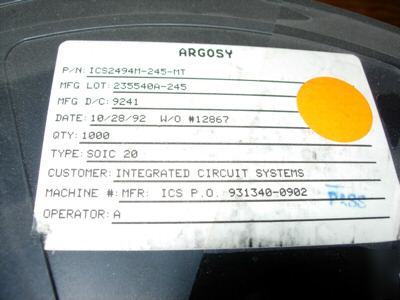 ARGOSY
P/N: ICS2494M-245-MT
MFG LOT: 235540A-245
MFG D/C: 9241
DATE: 10/28/92 W/O #12867
QTY: 1000
TYPE: SOIC 20
CUSTOMER: INTEGRATED CIRCUIT SYSTEMS
MACHINE #: MFR: ICS P.O. 931340-0902
PASS
OPERATOR: A